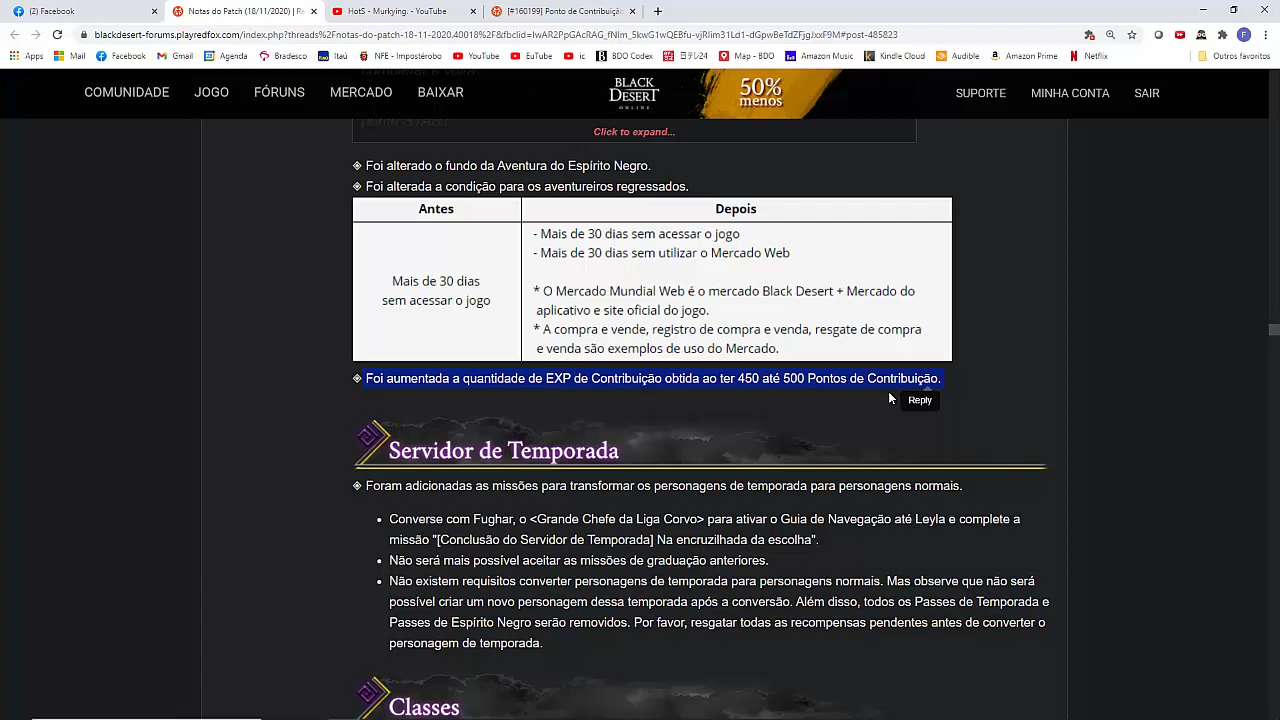 (2) Facebook
Notas do Patch (18/11/2020) | Re
HotS - Murkying. - YouTube
[#160199] Ponto de Contribuiçã
blackdesert-forums.playredfox.com/index.php?threads%2Fnotas-do-patch-18-11-2020.40018%2F&fbclid=IwAR2PpGAcRAG_fNlm_5kwG1wQEBfu-vjRlim31Ld1-dGpwBeTdZFjgJxxF9M#post-485823
Apps Gmail Agenda Bradesco Itaú NFE - Impostórobo Facebook YouTube EuTube ic BDO Codex 日テレ24 Map - BDO Amazon Music Kindle Cloud Audible Amazon Prime Netflix Outros favoritos
COMUNIDADE JOGO FÓRUNS MERCADO BAIXAR BLACK DESERT ONLINE 50% menos SUPORTE MINHA CONTA SAIR
Click to expand...
Foi alterado o fundo da Aventura do Espírito Negro.
Foi alterada a condição para os aventureiros regressados.
Antes Depois
Mais de 30 dias
sem acessar o jogo
- Mais de 30 dias sem acessar o jogo
- Mais de 30 dias sem utilizar o Mercado Web
* O Mercado Mundial Web é o mercado Black Desert + Mercado do
aplicativo e site oficial do jogo.
* A compra e vende, registro de compra e venda, resgate de compra
e venda são exemplos de uso do Mercado.
Foi aumentada a quantidade de EXP de Contribuição obtida ao ter 450 até 500 Pontos de Contribuição.
Reply
Servidor de Temporada
Foram adicionadas as missões para transformar os personagens de temporada para personagens normais.
• Converse com Fughar, o <Grande Chefe da Liga Corvo> para ativar o Guia de Navegação até Leyla e complete a
missão "[Conclusão do Servidor de Temporada] Na encruzilhada da escolha".
• Não será mais possível aceitar as missões de graduação anteriores.
• Não existem requisitos converter personagens de temporada para personagens normais. Mas observe que não será
possível criar um novo personagem dessa temporada após a conversão. Além disso, todos os Passes de Temporada e
Passes de Espírito Negro serão removidos. Por favor, resgatar todas as recompensas pendentes antes de converter o
personagem de temporada.
Classes